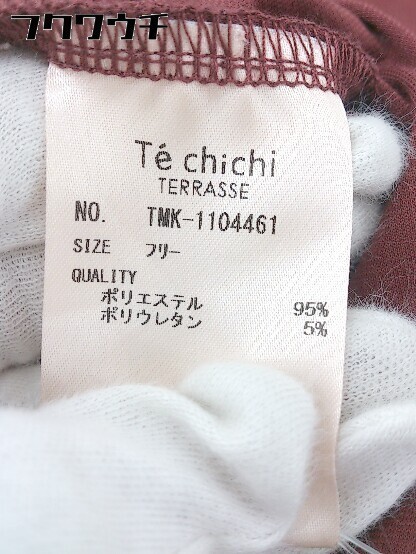 フクワウチ
Té chichi
TERRASSE
NO. TMK-1104461
SIZE フリー
QUALITY
ポリエステル 95%
ポリウレタン 5%